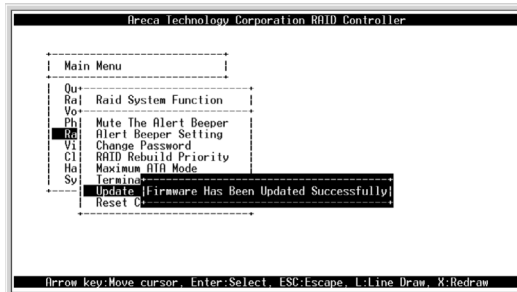 Areca Technology Corporation RAID Controller
Main Menu
Qu
Ra
Raid System Function
Vo
Ph
Mute The Alert Beeper
Ra
Alert Beeper Setting
Vi
Change Password
Cl
RAID Rebuild Priority
Ha
Maximum ATA Mode
Sy
Termina
Update
Firmware Has Been Updated Successfully
Reset C
Arrow key:Move cursor, Enter:Select, ESC:Escape, L:Line Draw, X:Redraw